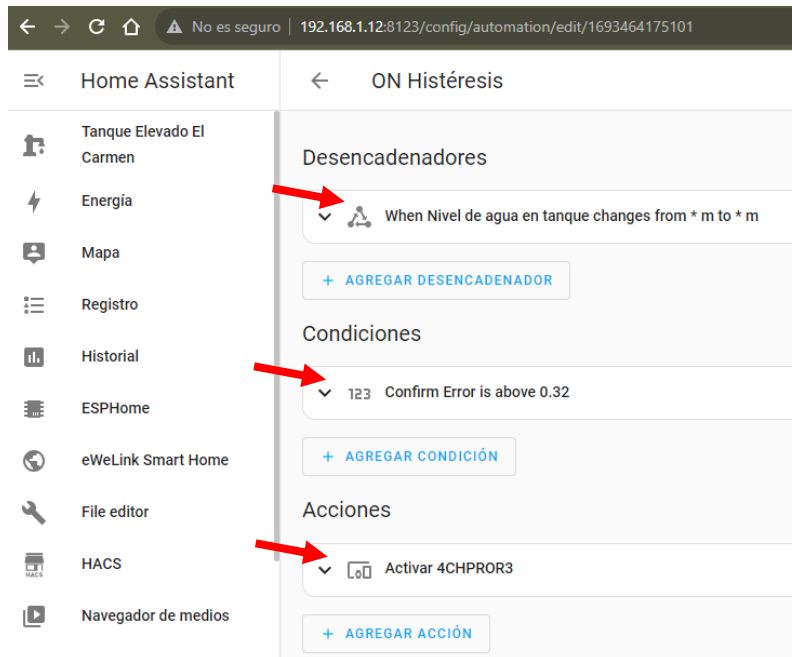 No es seguro | 192.168.1.12:8123/config/automation/edit/1693464175101
Home Assistant
ON Histéresis
Tanque Elevado El
Carmen
Energía
Mapa
Registro
Historial
ESPHome
eWeLink Smart Home
File editor
HACS
HACS
Navegador de medios
Desencadenadores
When Nivel de agua en tanque changes from * m to * m
+ AGREGAR DESENCADENADOR
Condiciones
123 Confirm Error is above 0.32
+ AGREGAR CONDICIÓN
Acciones
Activar 4CHPROR3
+ AGREGAR ACCIÓN